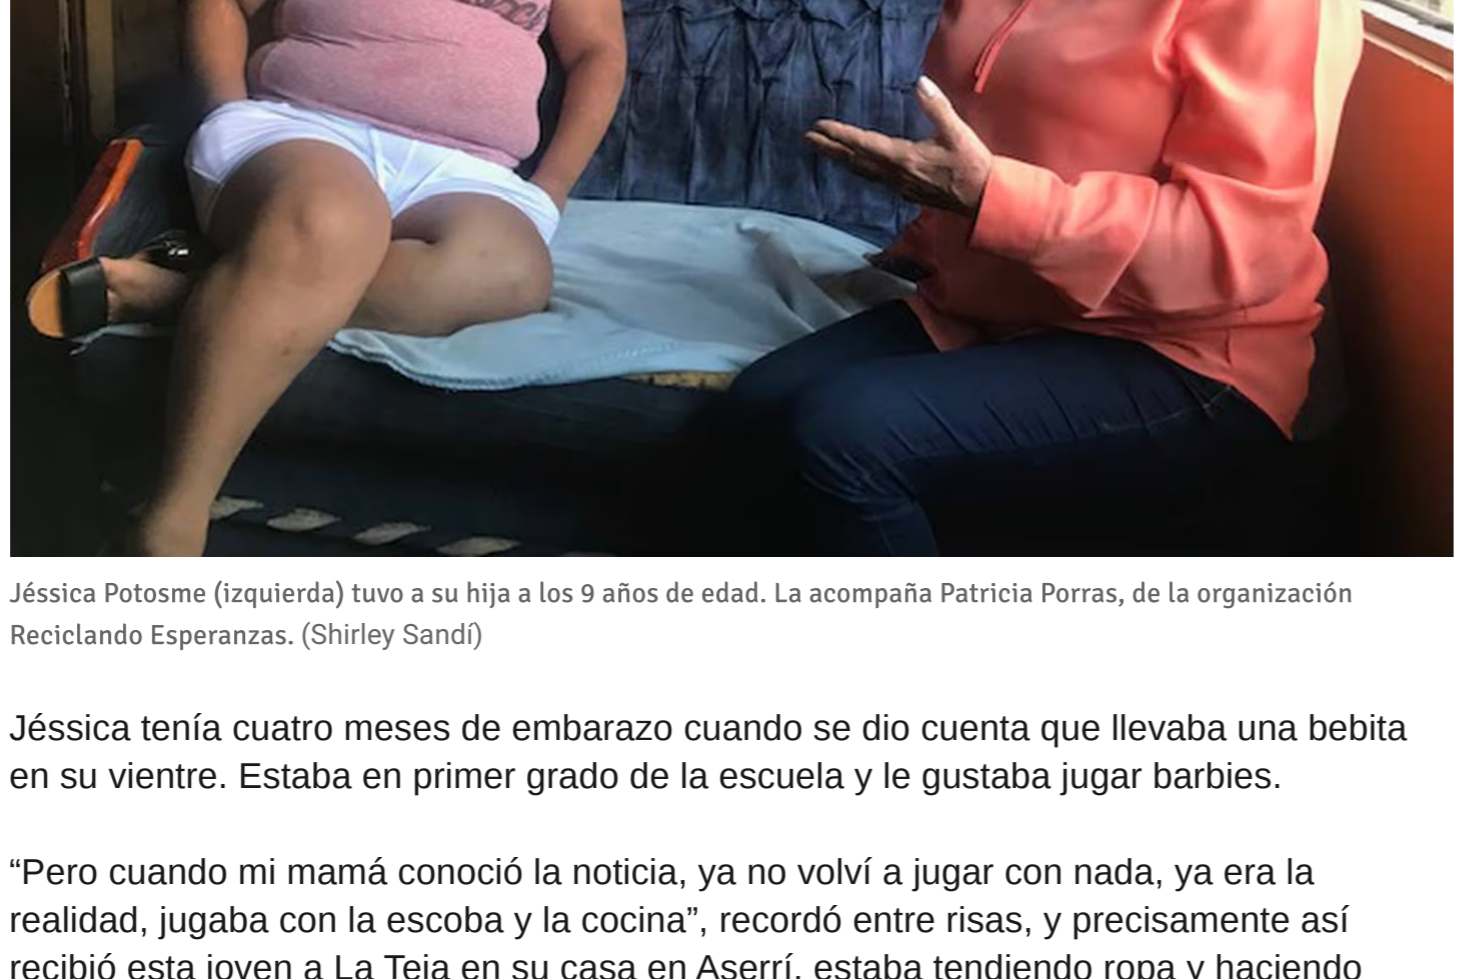 Jéssica Potosme (izquierda) tuvo a su hija a los 9 años de edad. La acompaña Patricia Porras, de la organización
Reciclando Esperanzas. (Shirley Sandí)
Jéssica tenía cuatro meses de embarazo cuando se dio cuenta que llevaba una bebita
en su vientre. Estaba en primer grado de la escuela y le gustaba jugar barbies.
“Pero cuando mi mamá conoció la noticia, ya no volví a jugar con nada, ya era la
realidad, jugaba con la escoba y la cocina”, recordó entre risas, y precisamente así
recibió esta joven a La Teja en su casa en Aserrí, estaba tendiendo ropa y haciendo